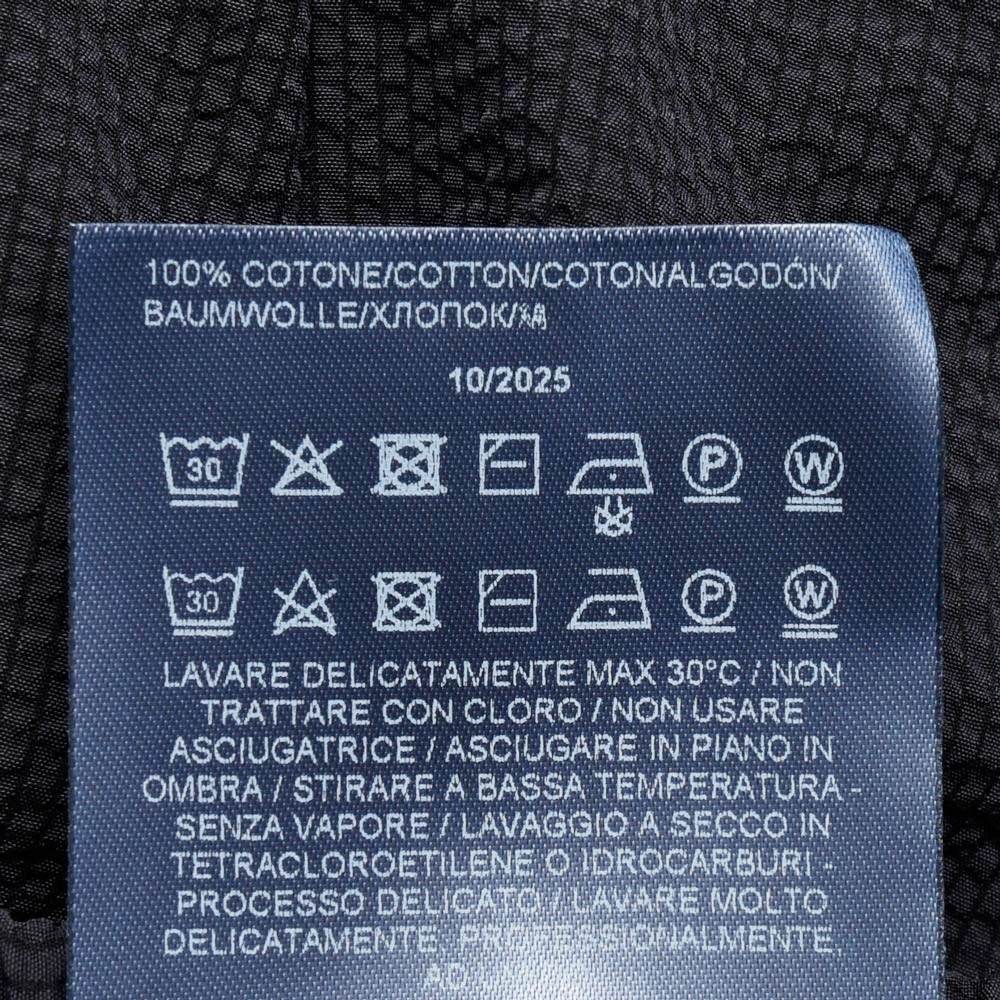 100% COTONE/COTTON/COTON/ALGODÓN/
BAUMWOLLE/ХЛОПОК/棉
10/2025
30 P W
30 P W
LAVARE DELICATAMENTE MAX 30°C / NON
TRATTARE CON CLORO / NON USARE
ASCIUGATRICE / ASCIUGARE IN PIANO IN
OMBRA / STIRARE A BASSA TEMPERATURA -
SENZA VAPORE / LAVAGGIO A SECCO IN
TETRACLOROETILENE O IDROCARBURI -
PROCESSO DELICATO / LAVARE MOLTO
DELICATAMENTE, PROFESSIONALMENTE,